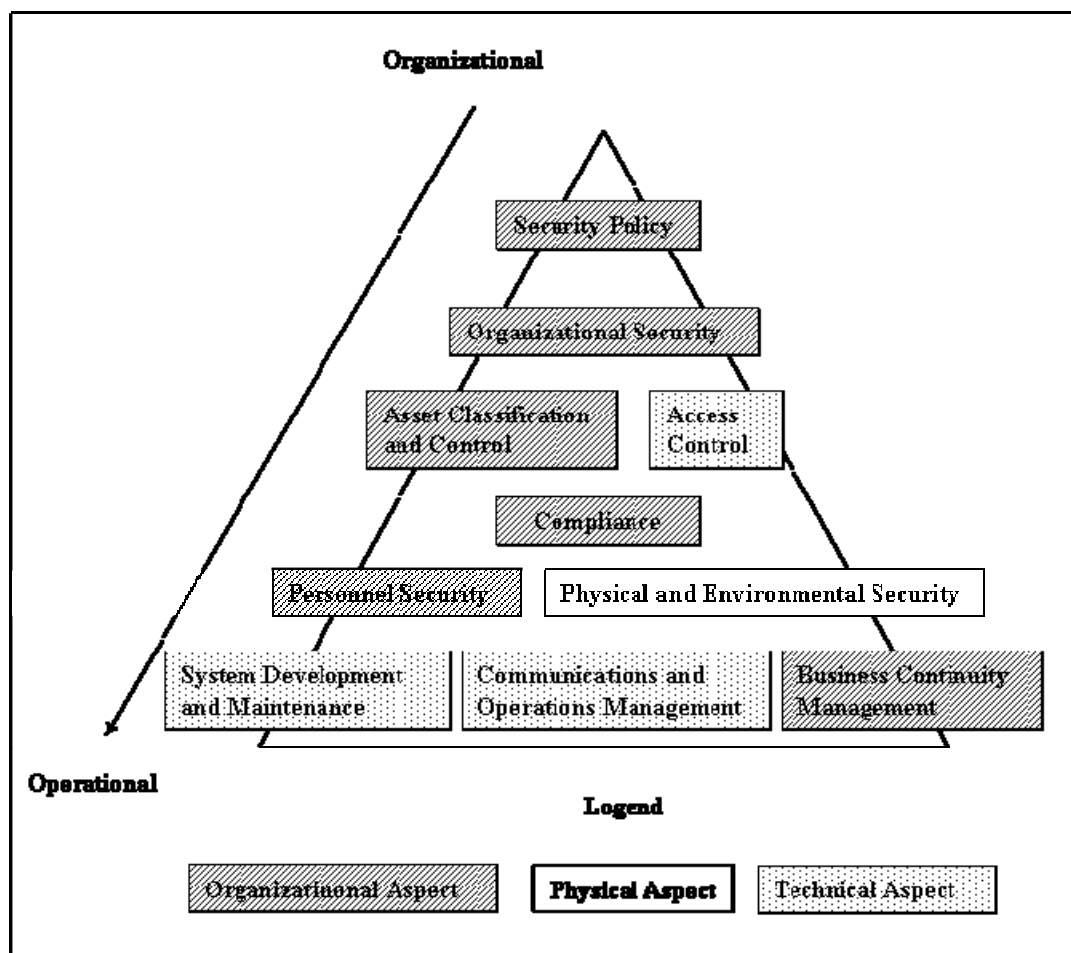 Organizational
Security Policy
Organizational Security
Asset Classification
and Control
Access
Control
Compliance
Personnel Security
Physical and Environmental Security
System Development
and Maintenance
Communications and
Operations Management
Business Continuity
Management
Operational
Legend
Organizatinonal Aspect
Physical Aspect
Technical Aspect